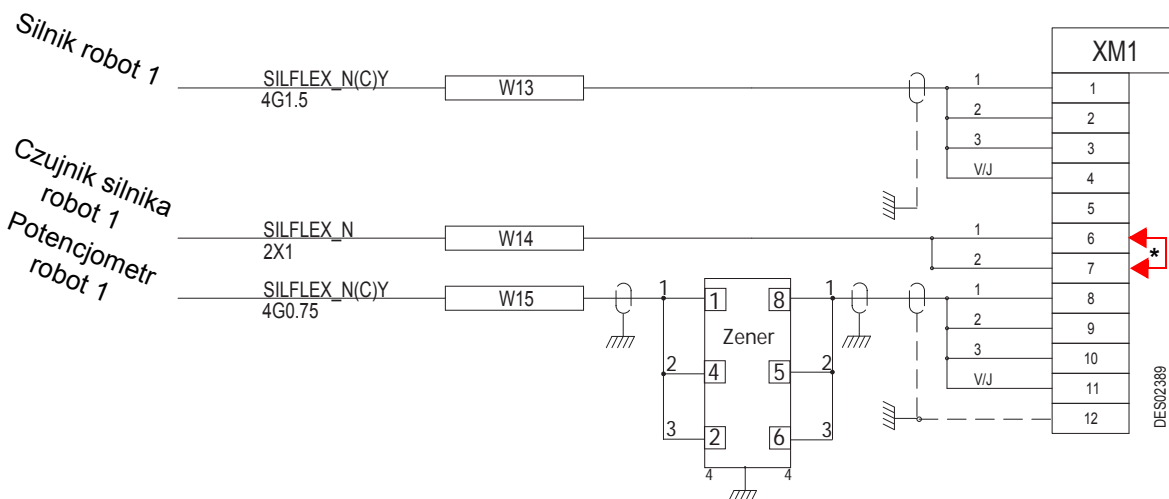 Silnik robot 1
SILFLEX_N(C)Y
4G1.5
W13
XM1
1
1
2
2
3
3
V/J
4
5
Czujnik silnika
robot 1
SILFLEX_N
2X1
W14
1
6
2
7
*
Potencjometr
robot 1
SILFLEX_N(C)Y
4G0.75
W15
1
1
8
1
Zener
2
4
5
2
3
2
6
3
4
4
1
8
2
9
3
10
V/J
11
12
DES02389